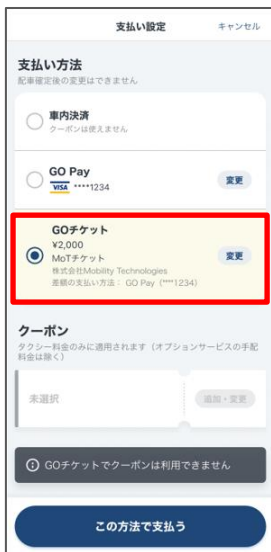 支払い設定
キャンセル
支払い方法
配車確定後の変更はできません
車内決済
クーポンは使えません
GO Pay
VISA ****1234
変更
GOチケット
¥2,000
MoTチケット
変更
株式会社Mobility Technologies
差額の支払い方法： GO Pay（****1234）
クーポン
タクシー料金のみに適用されます（オプションサービスの手配
料金は除く）
未選択
追加・変更
GOチケットでクーポンは利用できません
この方法で支払う